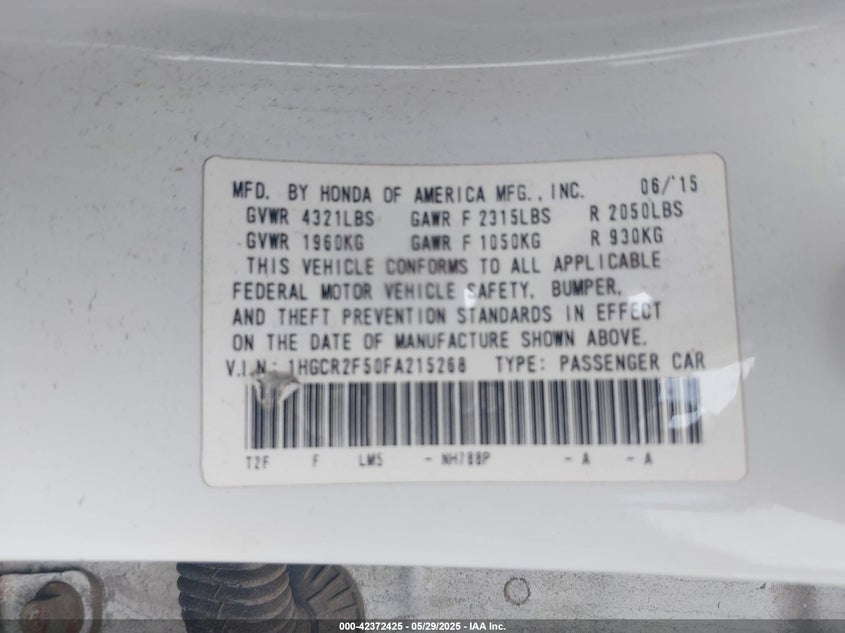 MFD. BY HONDA OF AMERICA MFG., INC. 06/'15
GVWR 4321LBS GAWR F 2315LBS R 2050LBS
GVWR 1960KG GAWR F 1050KG R 930KG
THIS VEHICLE CONFORMS TO ALL APPLICABLE
FEDERAL MOTOR VEHICLE SAFETY, BUMPER,
AND THEFT PREVENTION STANDARDS IN EFFECT
ON THE DATE OF MANUFACTURE SHOWN ABOVE.
V.I.N.: 1HGCR2F50FA215268 TYPE: PASSENGER CAR
T2F F LM5 - NH788P - A - A
000-42372425 - 05/29/2025 - IAA Inc.